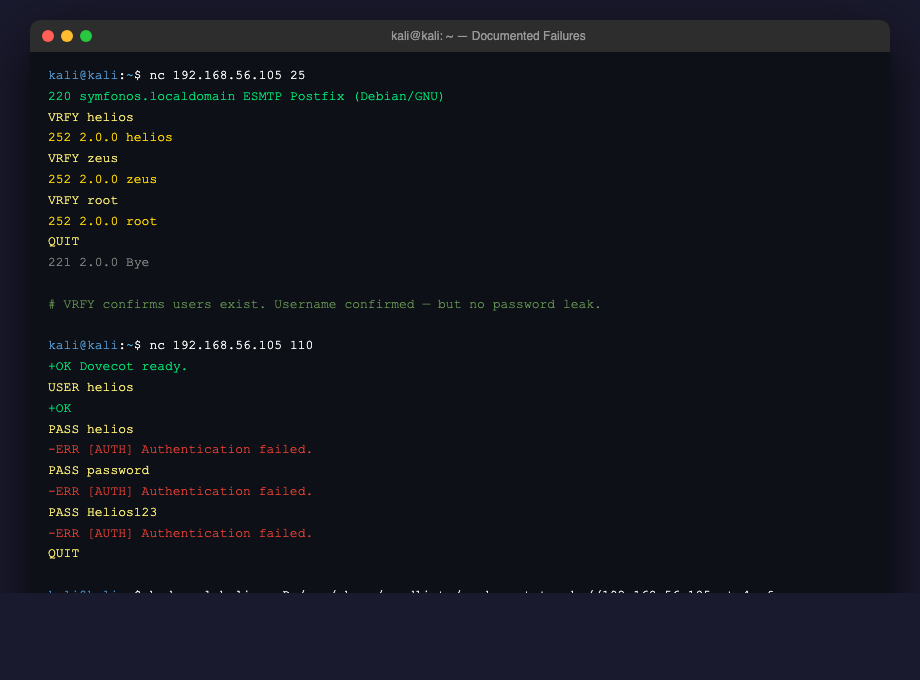 kali@kali: ~ — Documented Failures
kali@kali:~$ nc 192.168.56.105 25
220 symfonos.localdomain ESMTP Postfix (Debian/GNU)
VRFY helios
252 2.0.0 helios
VRFY zeus
252 2.0.0 zeus
VRFY root
252 2.0.0 root
QUIT
221 2.0.0 Bye
# VRFY confirms users exist. Username confirmed — but no password leak.
kali@kali:~$ nc 192.168.56.105 110
+OK Dovecot ready.
USER helios
+OK
PASS helios
-ERR [AUTH] Authentication failed.
PASS password
-ERR [AUTH] Authentication failed.
PASS Helios123
-ERR [AUTH] Authentication failed.
QUIT